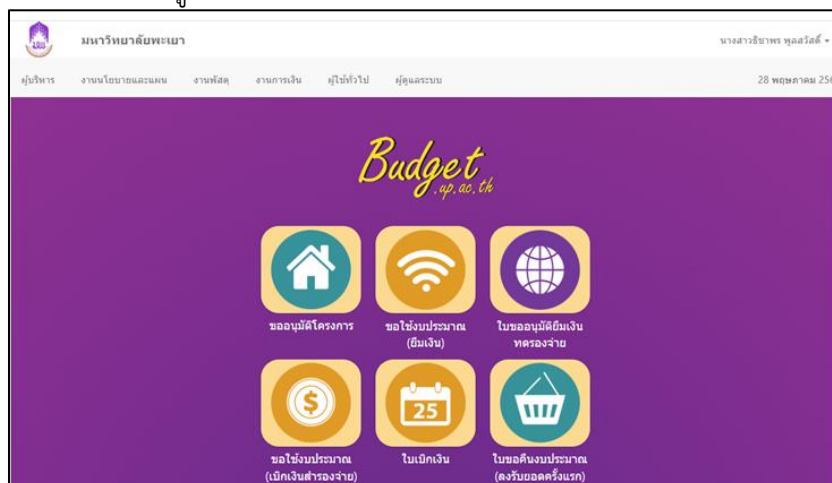 มหาวิทยาลัยพะเยา
นางสาวธิชาพร พูลสวัสดิ์
ผู้บริหาร งานนโยบายและแผน งานพัสดุ งานการเงิน ผู้ใช้ทั่วไป ผู้ดูแลระบบ
28 พฤษภาคม 256
Budget
.up.ac.th
ขออนุมัติโครงการ
ขอใช้งบประมาณ
(ยืมเงิน)
ใบขออนุมัติยืมเงิน
ทดรองจ่าย
$
25
ขอใช้งบประมาณ
(เบิกเงินสำรองจ่าย)
ใบเบิกเงิน
ใบขอคืนงบประมาณ
(ลงรับยอดครั้งแรก)